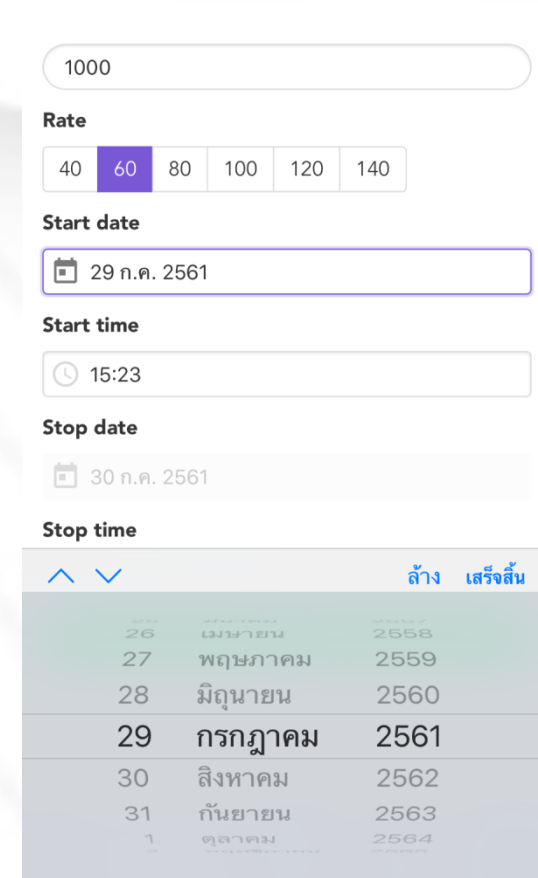 1000
Rate
40 60 80 100 120 140
Start date
29 ก.ค. 2561
Start time
15:23
Stop date
30 ก.ค. 2561
Stop time
ล้าง เสร็จสิ้น
26 เมษายน 2558
27 พฤษภาคม 2559
28 มิถุนายน 2560
29 กรกฎาคม 2561
30 สิงหาคม 2562
31 กันยายน 2563
1 ตุลาคม 2564